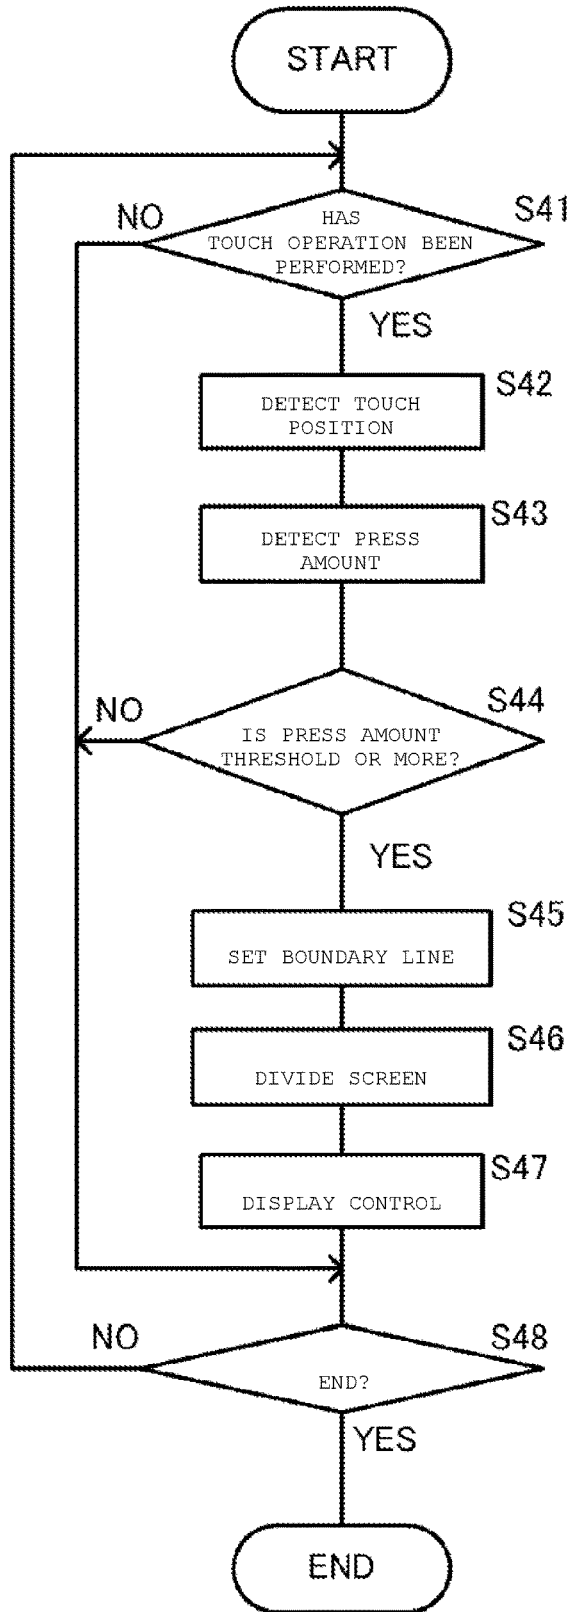 START
NO
S41
HAS
TOUCH OPERATION BEEN
PERFORMED?
YES
S42
DETECT TOUCH
POSITION
S43
DETECT PRESS
AMOUNT
NO
S44
IS PRESS AMOUNT
THRESHOLD OR MORE?
YES
S45
SET BOUNDARY LINE
S46
DIVIDE SCREEN
S47
DISPLAY CONTROL
NO
S48
END?
YES
END